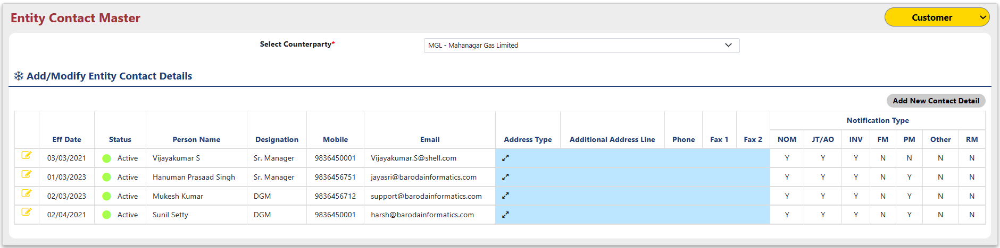 Entity Contact Master
Customer
Select Counterparty*
MGL - Mahanagar Gas Limited
Add/Modify Entity Contact Details
Add New Contact Detail
Notification Type
Eff Date Status Person Name Designation Mobile Email Address Type Additional Address Line Phone Fax 1 Fax 2 NOM JT/AO INV FM PM Other RM
03/03/2021 Active Vijayakumar S Sr. Manager 9836450001 Vijayakumar.S@shell.com Y Y Y N N N N
01/03/2023 Active Hanuman Prasaad Singh Sr. Manager 9836456751 jayasri@barodainformatics.com Y Y Y N Y N N
02/03/2023 Active Mukesh Kumar DGM 9836456712 support@barodainformatics.com Y Y Y N Y N N
02/04/2021 Active Sunil Setty DGM 9836450001 harsh@barodainformatics.com Y Y Y N Y N N